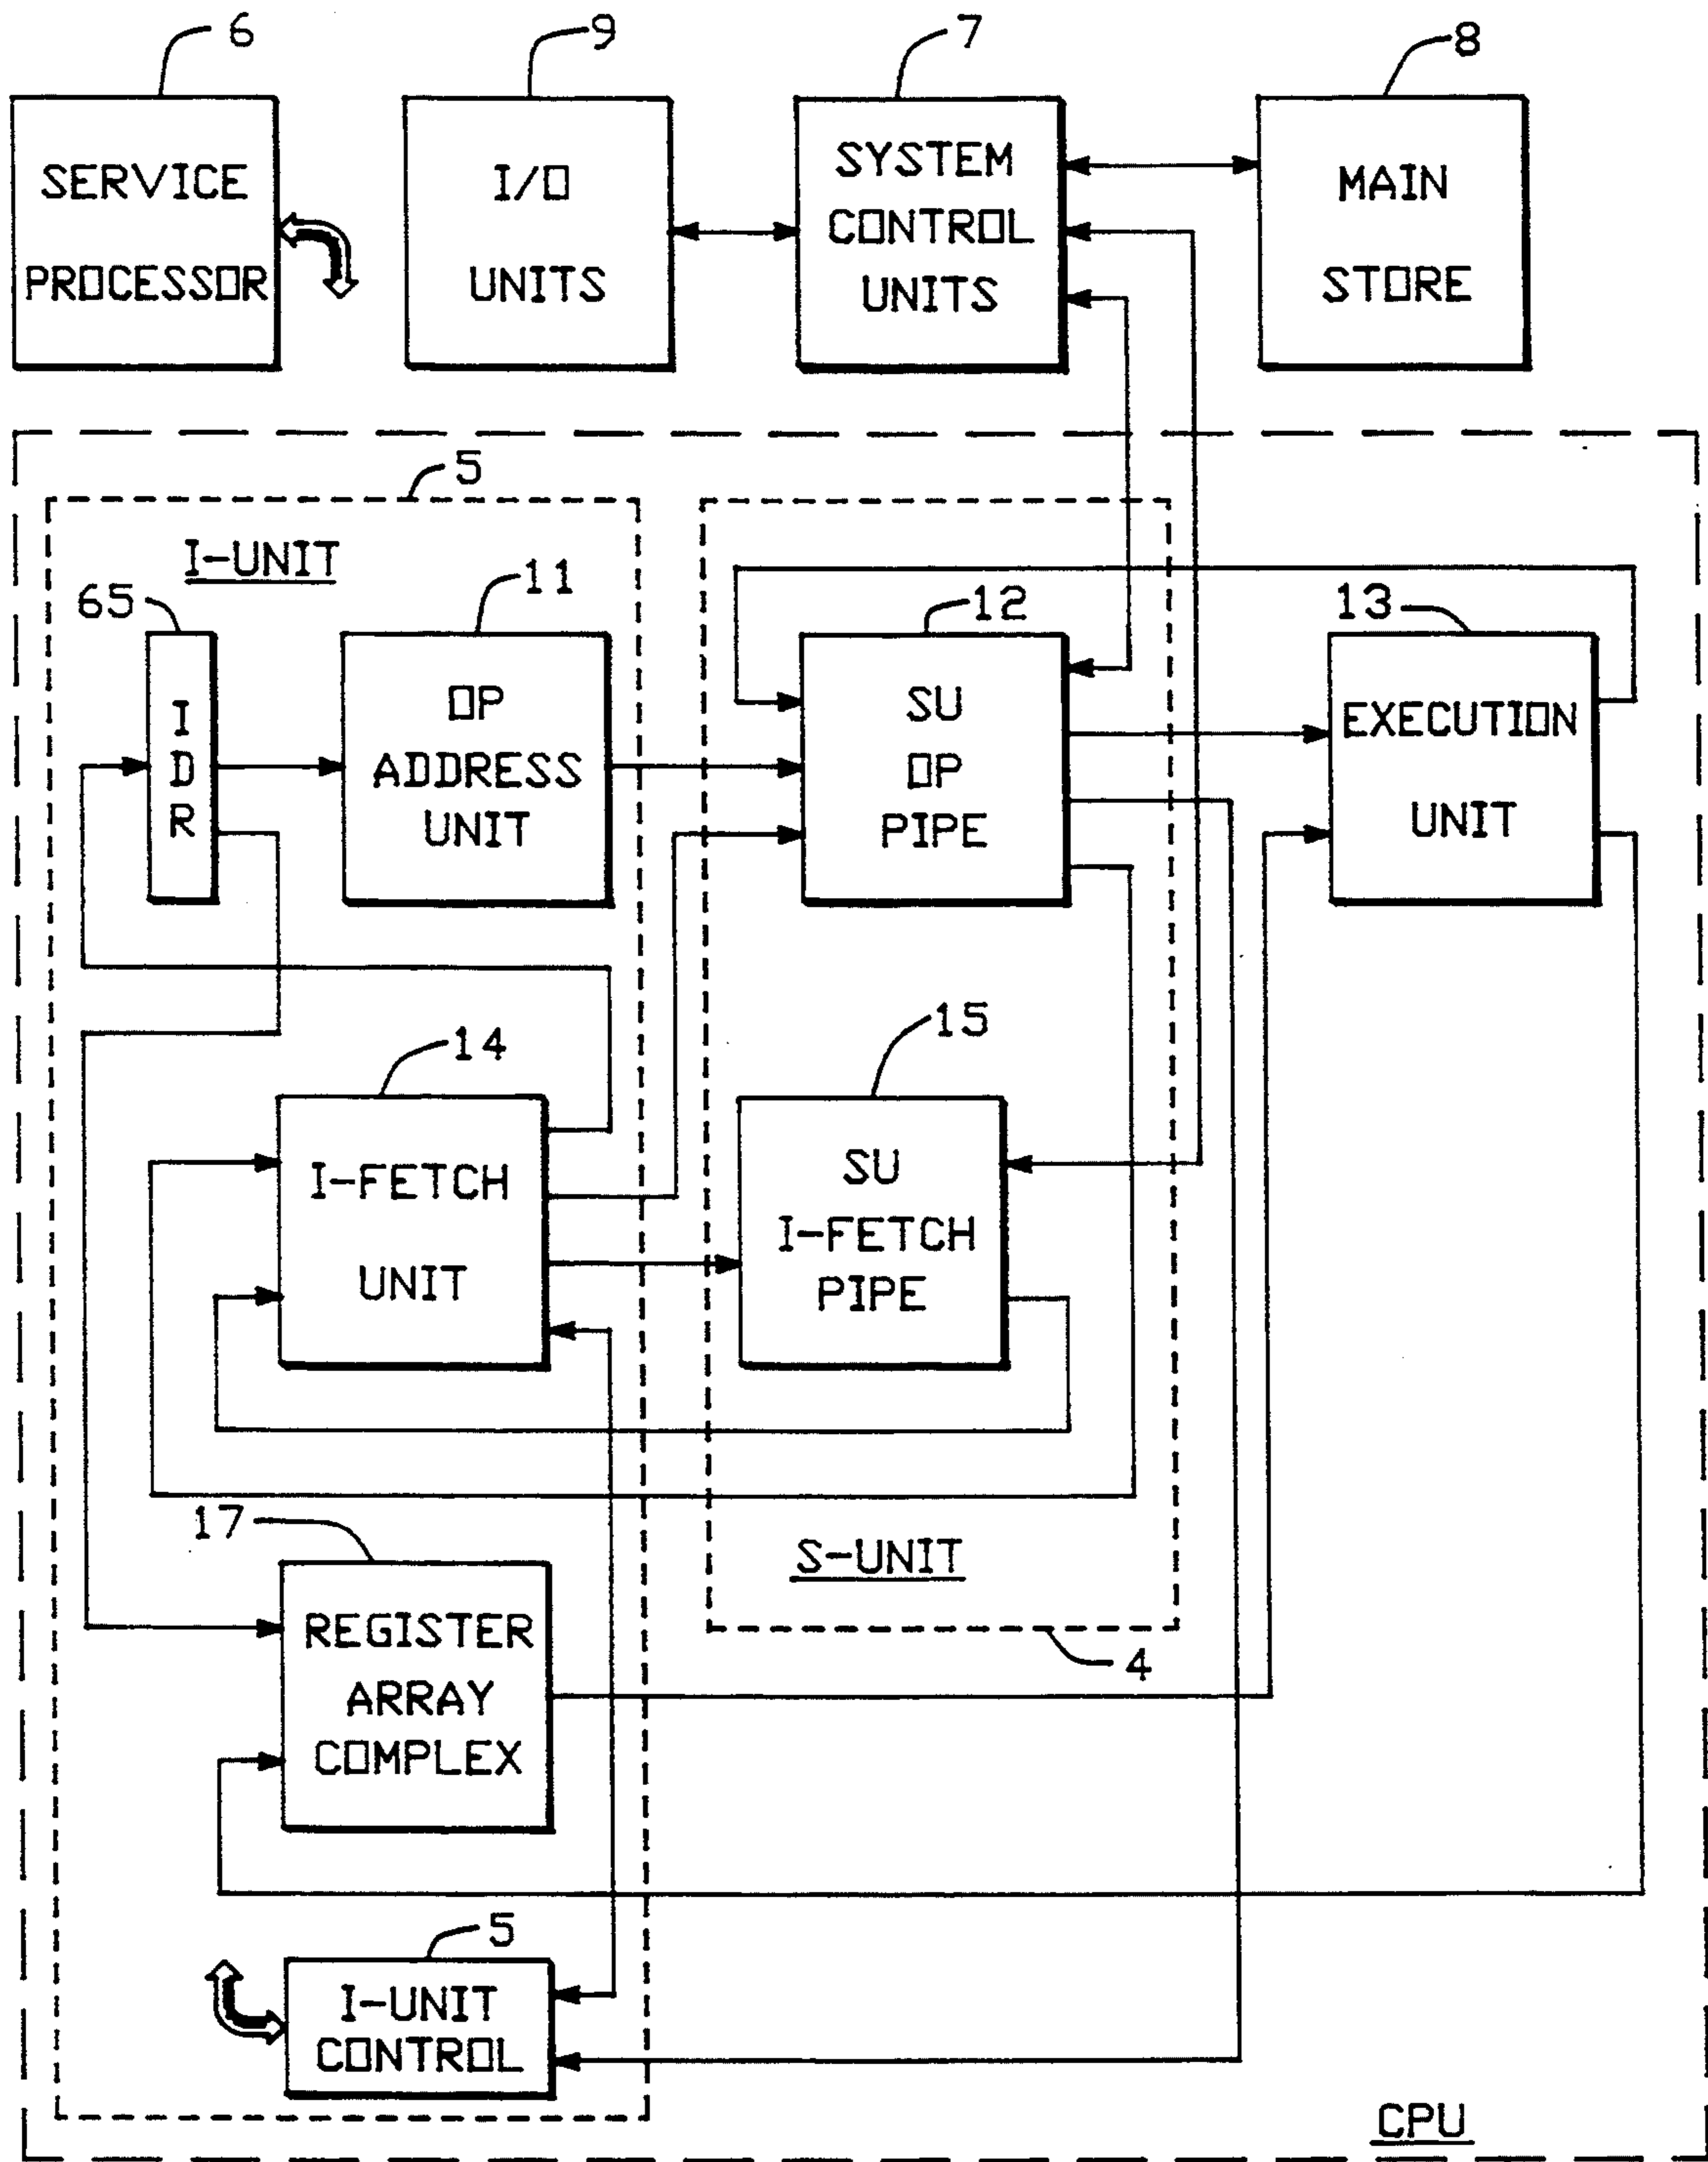 6
9
7
8
SERVICE
PROCESSOR
I/O
UNITS
SYSTEM
CONTROL
UNITS
MAIN
STORE
5
I-UNIT
65
11
12
13
I
D
R
OP
ADDRESS
UNIT
SU
OP
PIPE
EXECUTION
UNIT
14
15
I-FETCH
UNIT
SU
I-FETCH
PIPE
17
S-UNIT
4
REGISTER
ARRAY
COMPLEX
5
I-UNIT
CONTROL
CPU